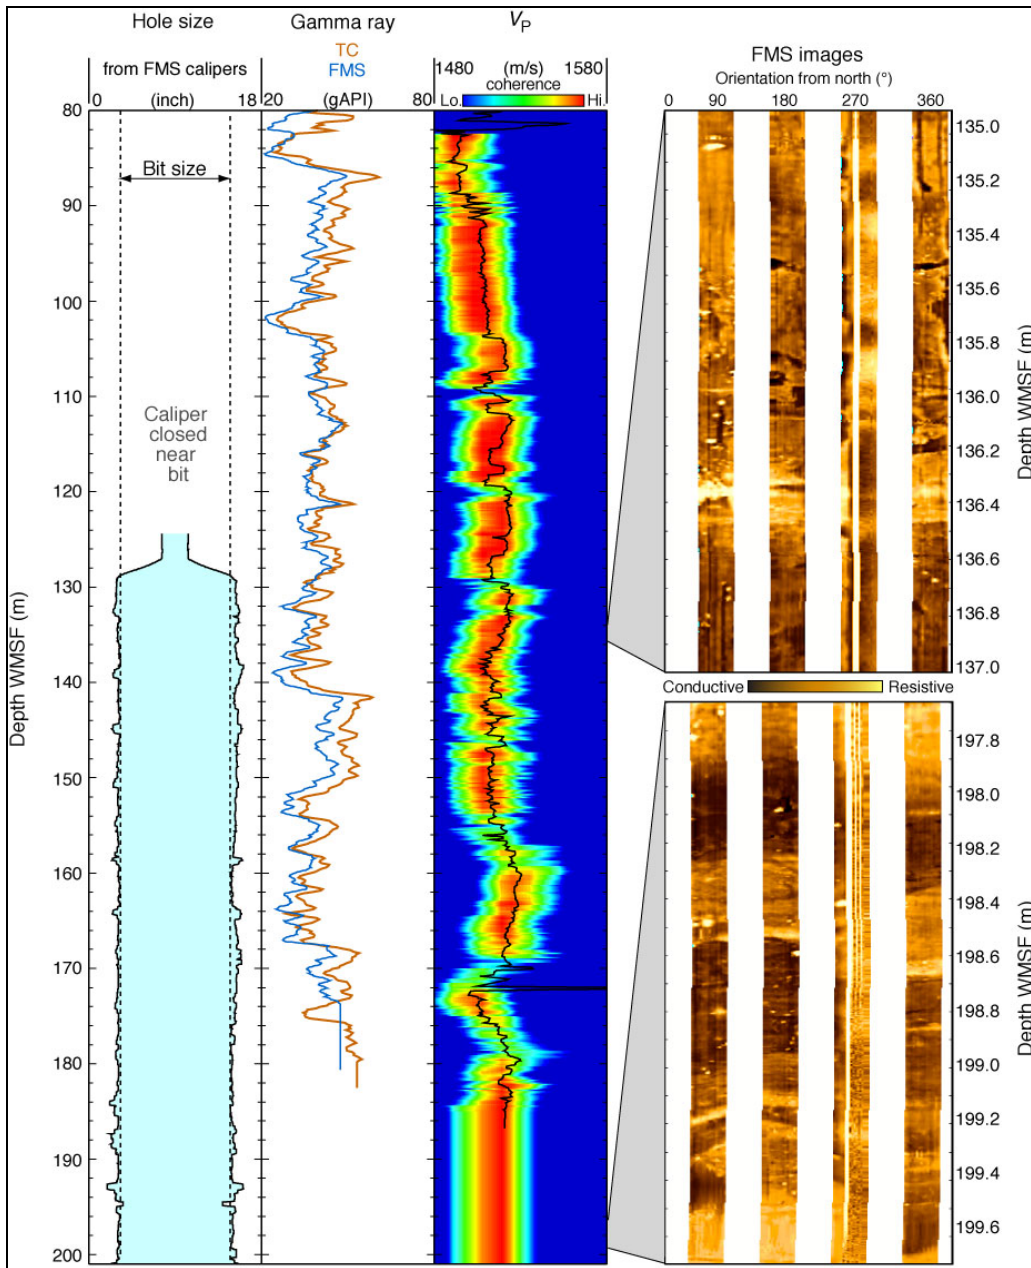 Hole size
from FMS calipers
0 (inch) 18
Gamma ray
TC
FMS
20 (gAPI) 80
VP
1480 (m/s) 1580
coherence
Lo. Hi.
FMS images
Orientation from north (°)
0 90 180 270 360
Bit size
Caliper
closed
near
bit
Depth WMSF (m)
80
90
100
110
120
130
140
150
160
170
180
190
200
135.0
135.2
135.4
135.6
135.8
136.0
136.2
136.4
136.6
136.8
137.0
Depth WMSF (m)
Conductive Resistive
197.8
198.0
198.2
198.4
198.6
198.8
199.0
199.2
199.4
199.6
Depth WMSF (m)